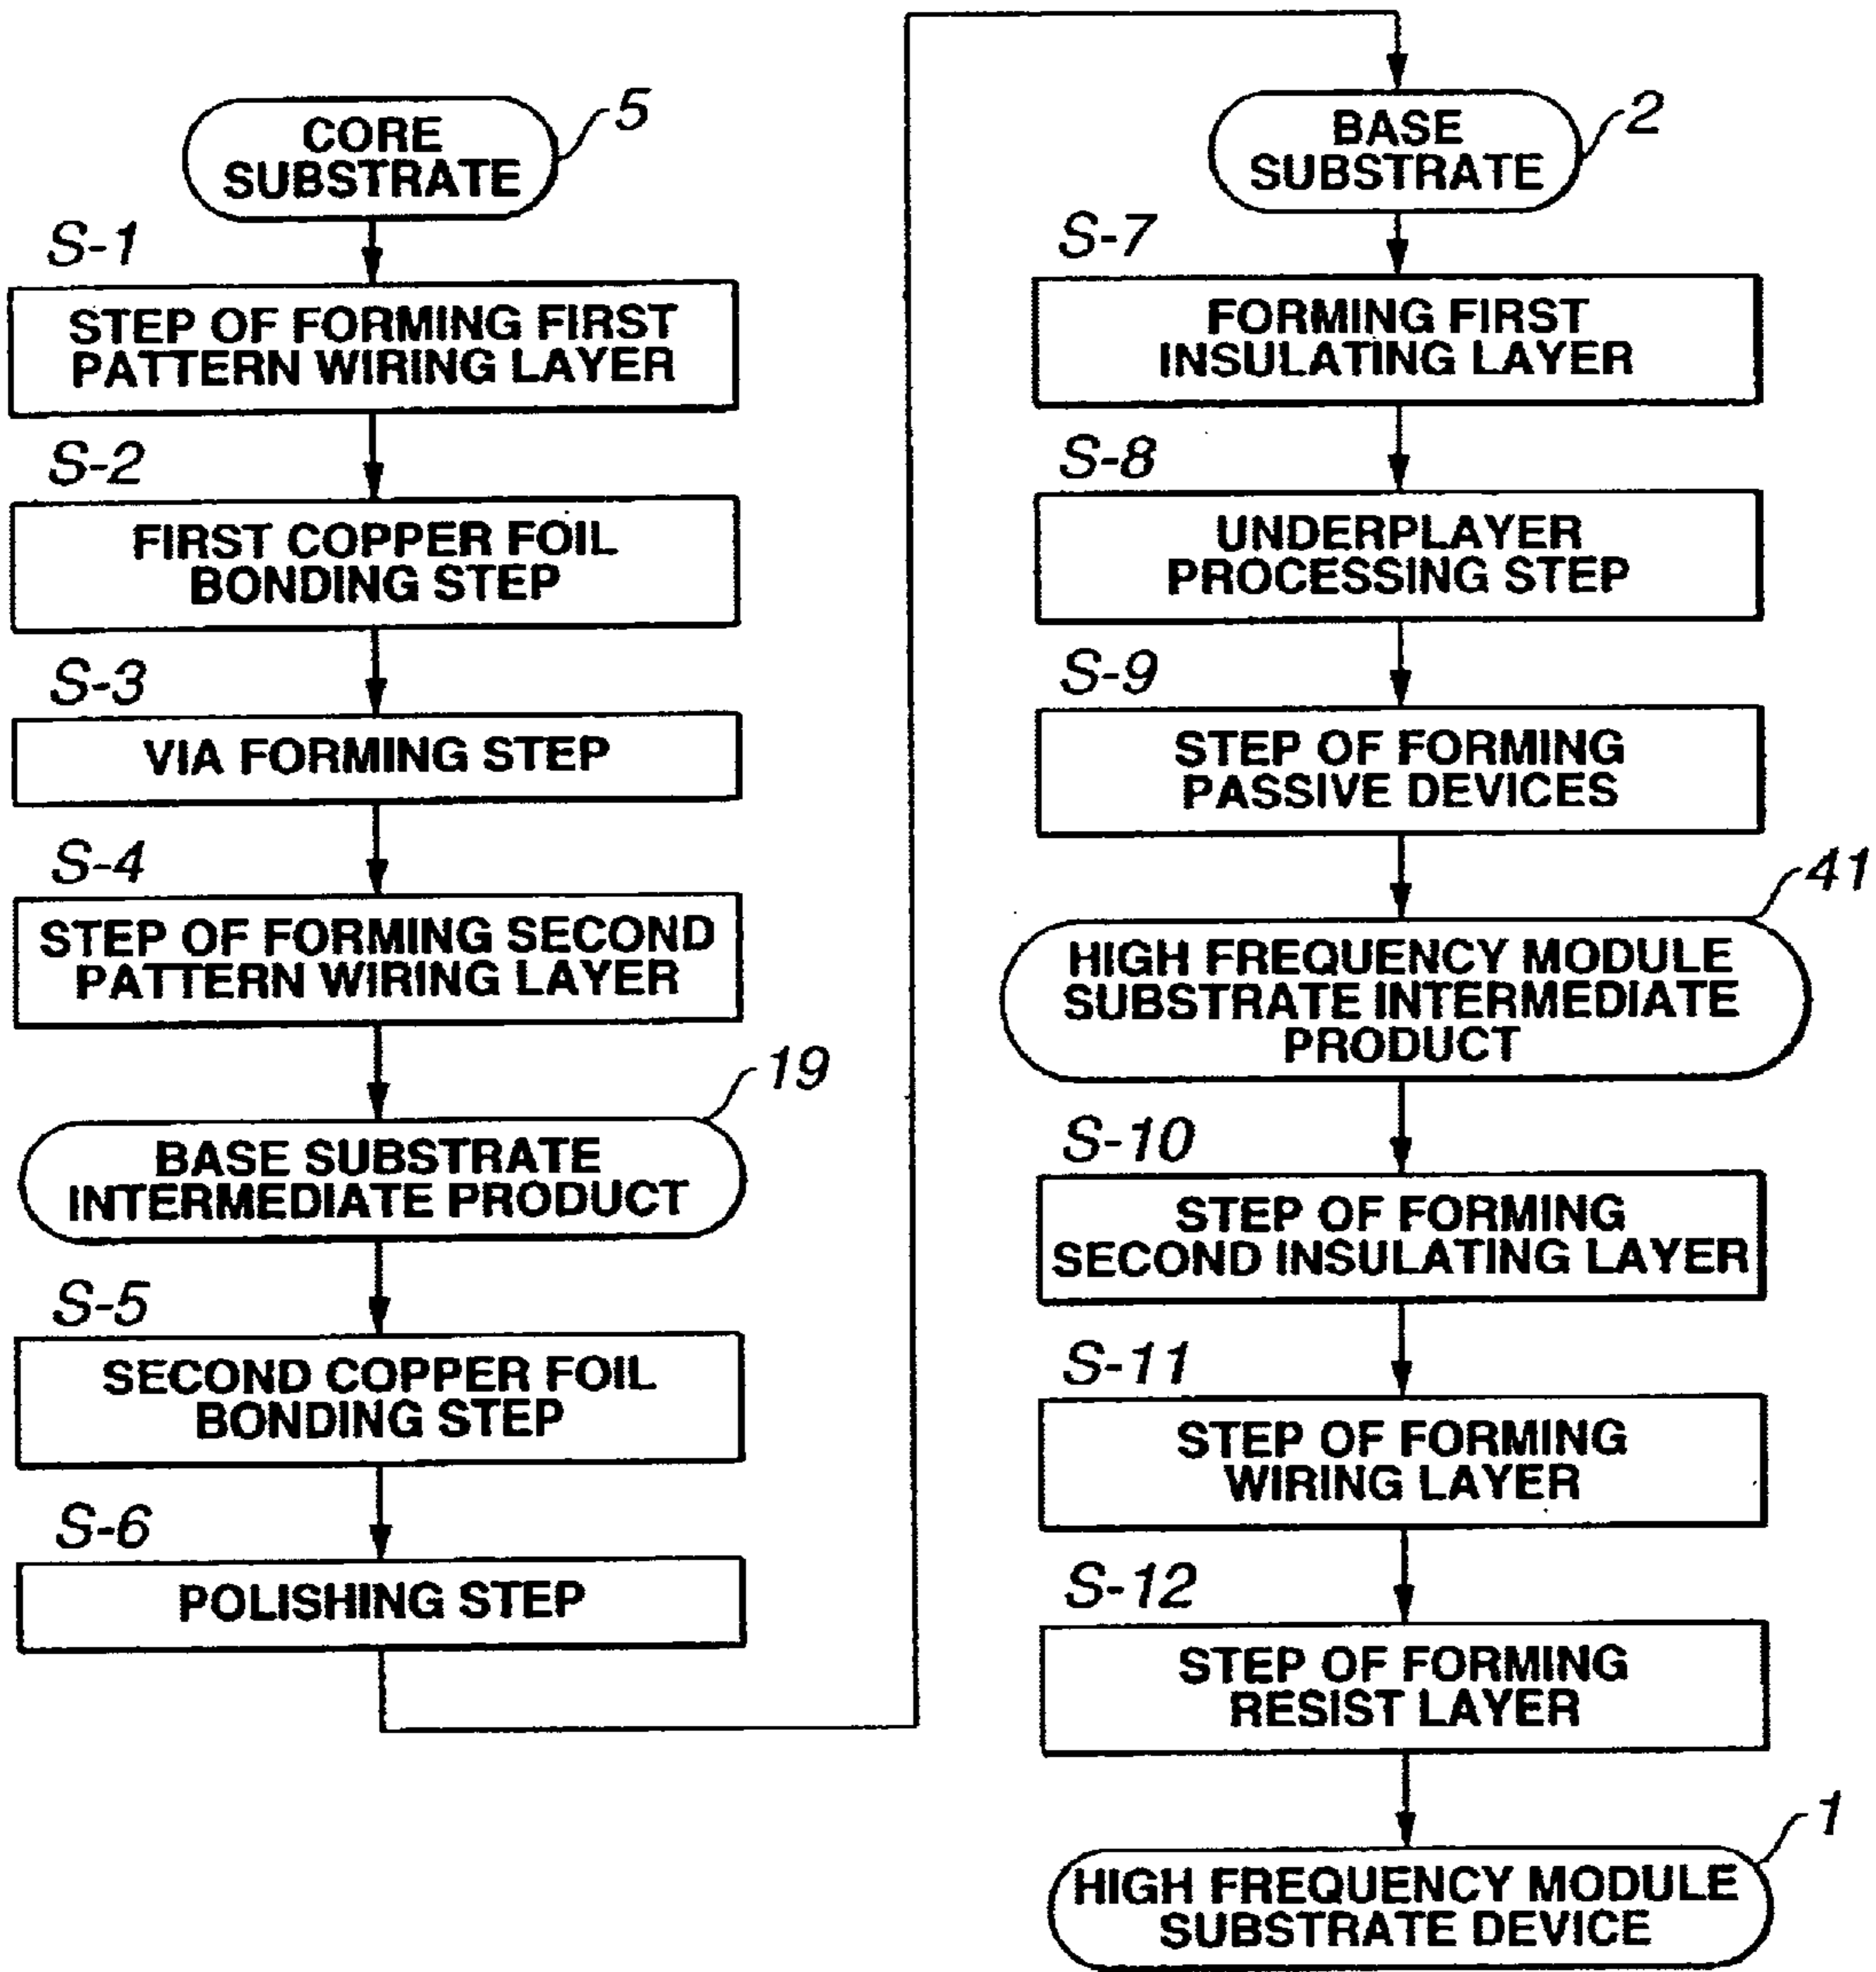 CORE
SUBSTRATE
5
S-1
STEP OF FORMING FIRST
PATTERN WIRING LAYER
S-2
FIRST COPPER FOIL
BONDING STEP
S-3
VIA FORMING STEP
S-4
STEP OF FORMING SECOND
PATTERN WIRING LAYER
19
BASE SUBSTRATE
INTERMEDIATE PRODUCT
S-5
SECOND COPPER FOIL
BONDING STEP
S-6
POLISHING STEP
BASE
SUBSTRATE
2
S-7
FORMING FIRST
INSULATING LAYER
S-8
UNDERPLAYER
PROCESSING STEP
S-9
STEP OF FORMING
PASSIVE DEVICES
41
HIGH FREQUENCY MODULE
SUBSTRATE INTERMEDIATE
PRODUCT
S-10
STEP OF FORMING
SECOND INSULATING LAYER
S-11
STEP OF FORMING
WIRING LAYER
S-12
STEP OF FORMING
RESIST LAYER
1
HIGH FREQUENCY MODULE
SUBSTRATE DEVICE